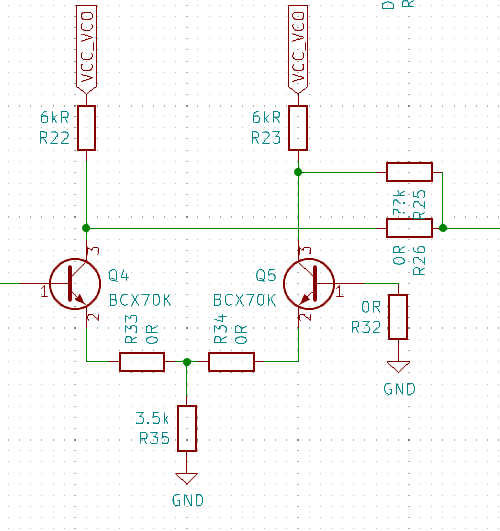 D
R
VCC_VCO
VCC_VCO
6kR
R22
6kR
R23
??k
R25
0R
R26
3
3
Q4
BCX70K
Q5
BCX70K
1
1
2
2
R33
0R
R34
0R
0R
R32
GND
3.5k
R35
GND